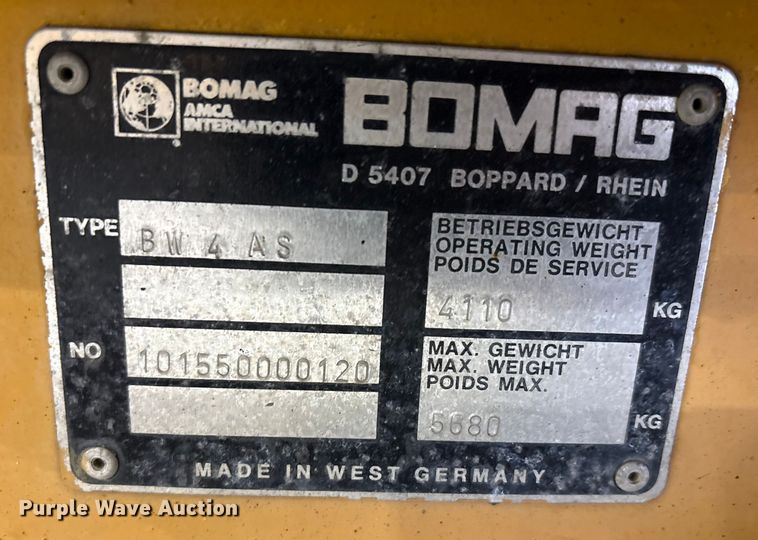 BOMAG
AMCA
INTERNATIONAL
BOMAG
D 5407 BOPPARD / RHEIN
TYPE BW 4 AS
BETRIEBSGEWICHT
OPERATING WEIGHT
POIDS DE SERVICE
4110 KG
NO 101550000120
MAX. GEWICHT
MAX. WEIGHT
POIDS MAX.
5680 KG
MADE IN WEST GERMANY
Purple Wave Auction